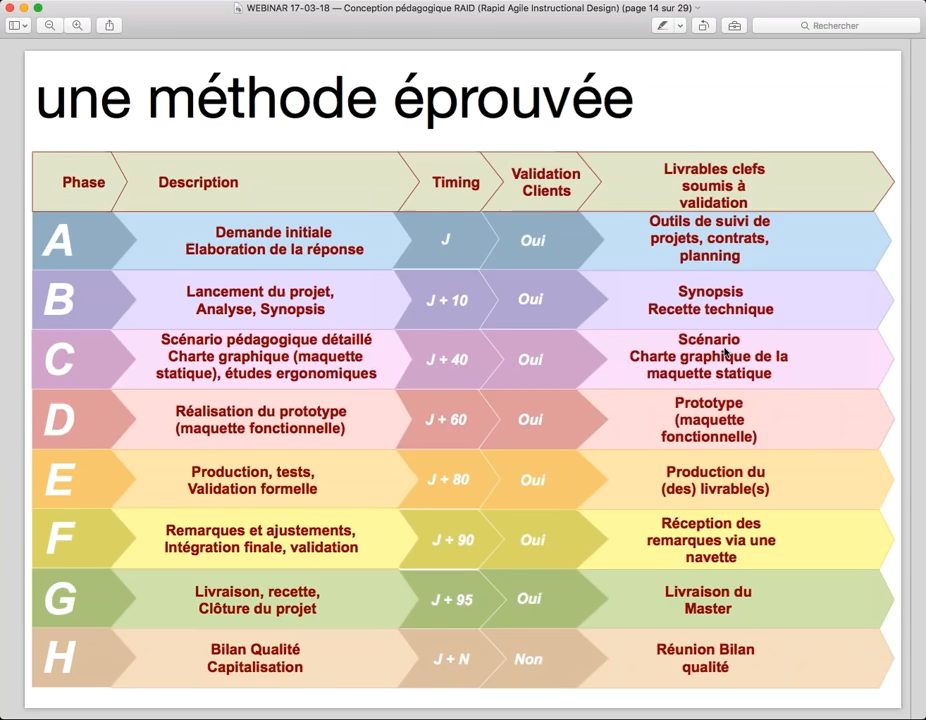 WEBINAR 17-03-18 — Conception pédagogique RAID (Rapid Agile Instructional Design) (page 14 sur 29)
Rechercher
une méthode éprouvée
Phase
Description
Timing
Validation
Clients
Livrables clefs
soumis à
validation
A
Demande initiale
Elaboration de la réponse
J
Oui
Outils de suivi de
projets, contrats,
planning
B
Lancement du projet,
Analyse, Synopsis
J + 10
Oui
Synopsis
Recette technique
C
Scénario pédagogique détaillé
Charte graphique (maquette
statique), études ergonomiques
J + 40
Oui
Scénario
Charte graphique de la
maquette statique
D
Réalisation du prototype
(maquette fonctionnelle)
J + 60
Oui
Prototype
(maquette
fonctionnelle)
E
Production, tests,
Validation formelle
J + 80
Oui
Production du
(des) livrable(s)
F
Remarques et ajustements,
Intégration finale, validation
J + 90
Oui
Réception des
remarques via une
navette
G
Livraison, recette,
Clôture du projet
J + 95
Oui
Livraison du
Master
H
Bilan Qualité
Capitalisation
J + N
Non
Réunion Bilan
qualité